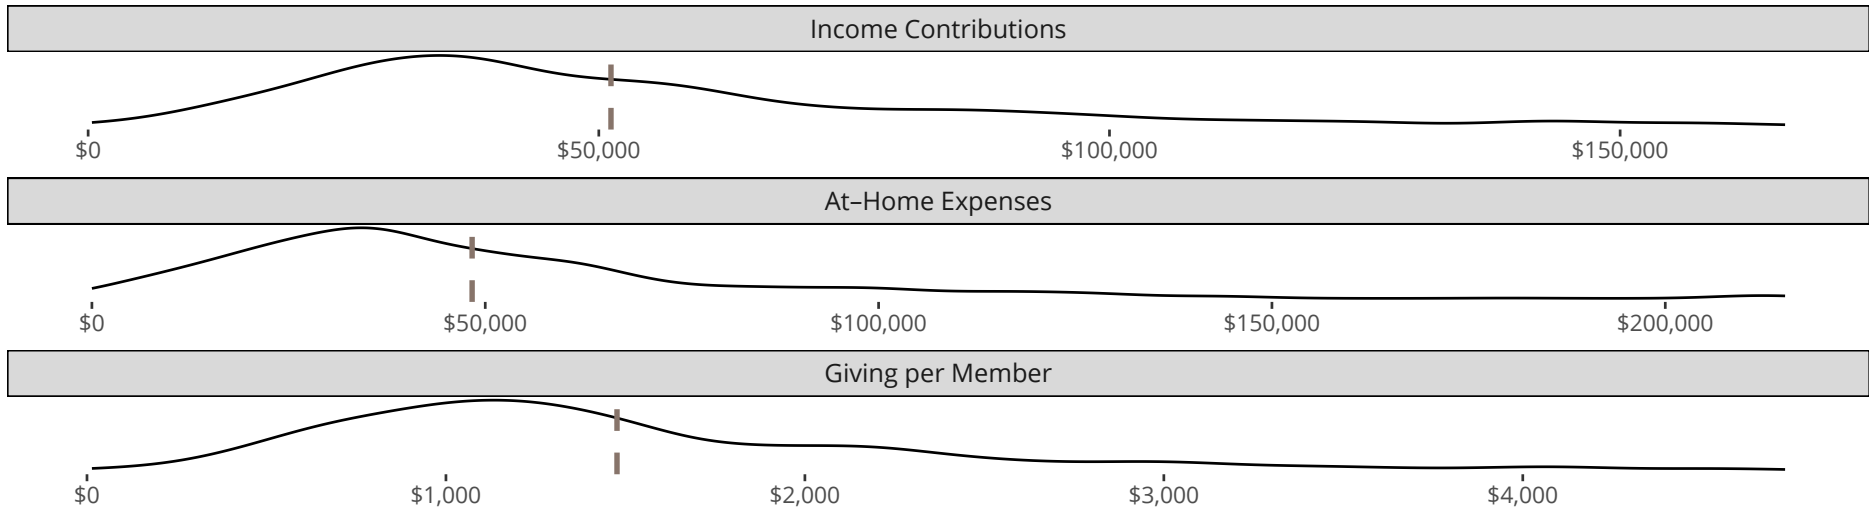 Income Contributions
$0 $50,000 $100,000 $150,000
At–Home Expenses
$0 $50,000 $100,000 $150,000 $200,000
Giving per Member
$0 $1,000 $2,000 $3,000 $4,000